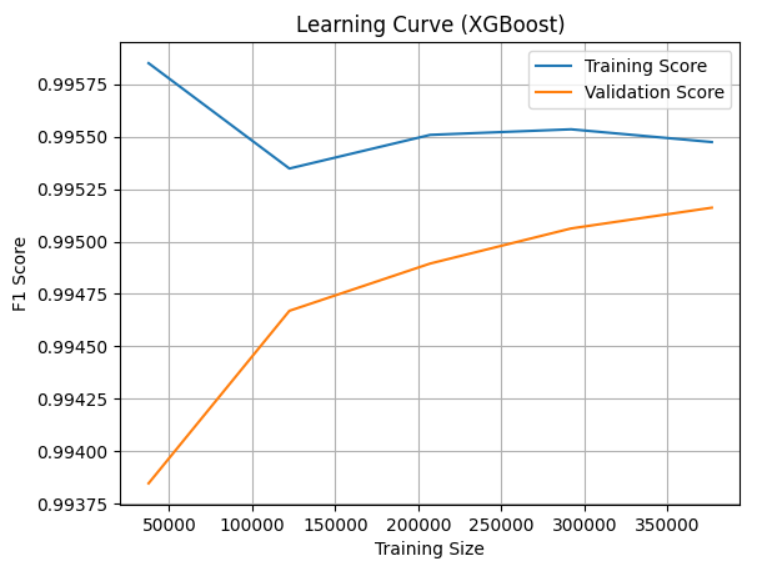 Learning Curve (XGBoost)
Training Score
Validation Score
0.99575
0.99550
0.99525
0.99500
0.99475
0.99450
0.99425
0.99400
0.99375
F1 Score
50000 100000 150000 200000 250000 300000 350000
Training Size